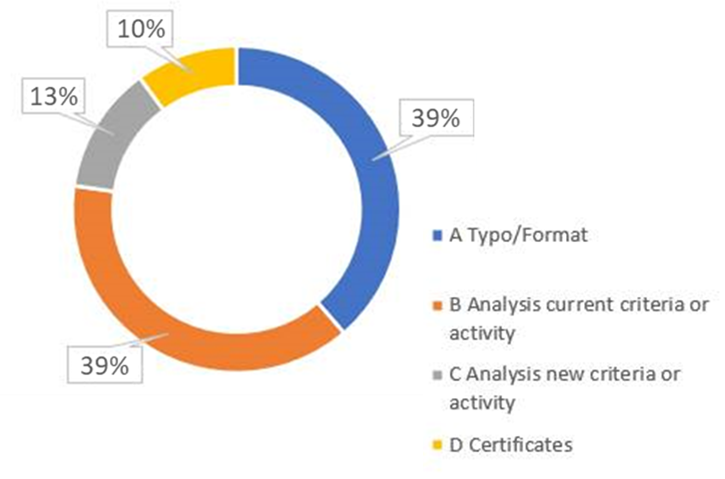 10%
13%
39%
39%
A Typo/Format
B Analysis current criteria or
activity
C Analysis new criteria or
activity
D Certificates